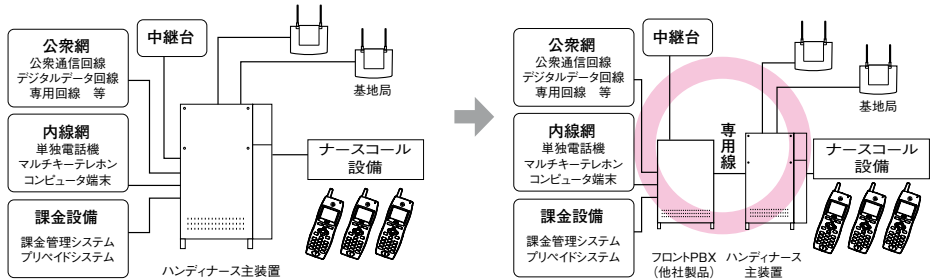 公衆網
公衆通信回線
デジタルデータ回線
専用回線 等
中継台
基地局
内線網
単独電話機
マルチキーテレホン
コンピュータ端末
ナースコール
設備
課金設備
課金管理システム
プリペイドシステム
ハンディナース主装置
公衆網
公衆通信回線
デジタルデータ回線
専用回線 等
中継台
基地局
内線網
単独電話機
マルチキーテレホン
コンピュータ端末
専用線
ナースコール
設備
課金設備
課金管理システム
プリペイドシステム
フロントPBX
(他社製品)
ハンディナース
主装置